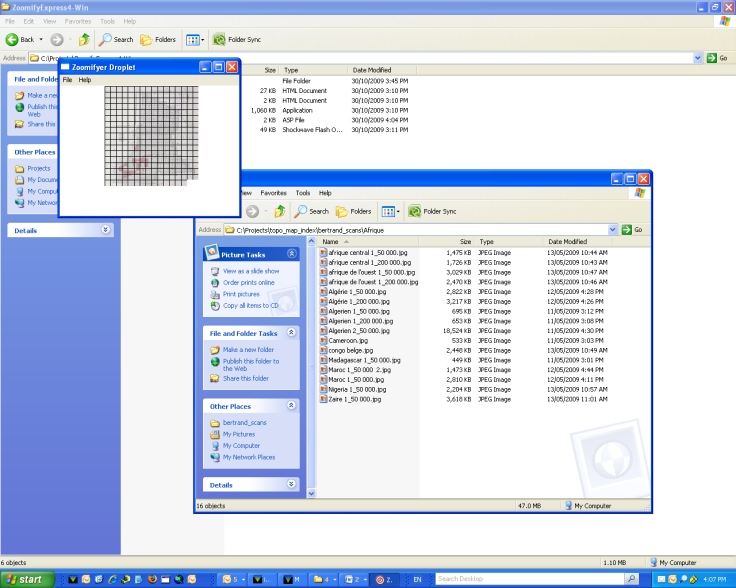 ZoomifyExpress4-Win
File Edit View Favorites Tools Help
Back Search Folders Folder Sync
Address C:\Pr Go
File and Folde
Make a new
Publish this
Web
Share this
Other Places
Projects
My Docume
My Compu
My Networ
Details
Size Type Date Modified
File Folder 30/10/2009 3:45 PM
27 KB HTML Document 30/10/2009 3:10 PM
2 KB HTML Document 30/10/2009 3:10 PM
1,060 KB Application 30/10/2009 3:10 PM
2 KB ASP File 30/10/2009 4:04 PM
49 KB Shockwave Flash O... 30/10/2009 3:11 PM
Zoomifyer Droplet
File Help
View Favorites Tools Help
Search Folders Folder Sync
Address C:\Projects\topo_map_index\bertrand_scans\Afrique Go
Picture Tasks
View as a slide show
Order prints online
Print pictures
Copy all items to CD
File and Folder Tasks
Make a new folder
Publish this folder to
the Web
Share this folder
Other Places
bertrand_scans
My Pictures
My Computer
My Network Places
Details
Name Size Type Date Modified
afrique central 1_50 000.jpg 1,475 KB JPEG Image 13/05/2009 10:44 AM
afrique central 1_200 000.jpg 1,726 KB JPEG Image 13/05/2009 10:43 AM
afrique de l'ouest 1_50 000.jpg 3,029 KB JPEG Image 13/05/2009 10:47 AM
afrique de l'ouest 1_200 000.jpg 2,470 KB JPEG Image 13/05/2009 10:46 AM
Algérie 1_50 000.jpg 2,822 KB JPEG Image 12/05/2009 4:28 PM
Algérie 1_200 000.jpg 3,217 KB JPEG Image 12/05/2009 4:26 PM
Algerien 1_50 000.jpg 695 KB JPEG Image 11/05/2009 3:12 PM
Algerien 1_200 000.jpg 653 KB JPEG Image 11/05/2009 3:08 PM
Algerien 2_50 000.jpg 18,524 KB JPEG Image 11/05/2009 4:30 PM
Cameroon.jpg 533 KB JPEG Image 11/05/2009 3:03 PM
congo belge.jpg 2,448 KB JPEG Image 13/05/2009 10:49 AM
Madagascar 1_50 000.jpg 449 KB JPEG Image 11/05/2009 3:01 PM
Maroc 1_50 000 2.jpg 1,473 KB JPEG Image 12/05/2009 4:44 PM
Maroc 1_50 000.jpg 2,810 KB JPEG Image 12/05/2009 4:11 PM
Nigeria 1_50 000.jpg 2,204 KB JPEG Image 13/05/2009 10:57 AM
Zaire 1_50 000.jpg 3,618 KB JPEG Image 13/05/2009 11:01 AM
16 objects 47.0 MB My Computer
6 objects 1.10 MB My Computer
start 5 I.. M 4 2 2. EN Search Desktop 4:07 PM